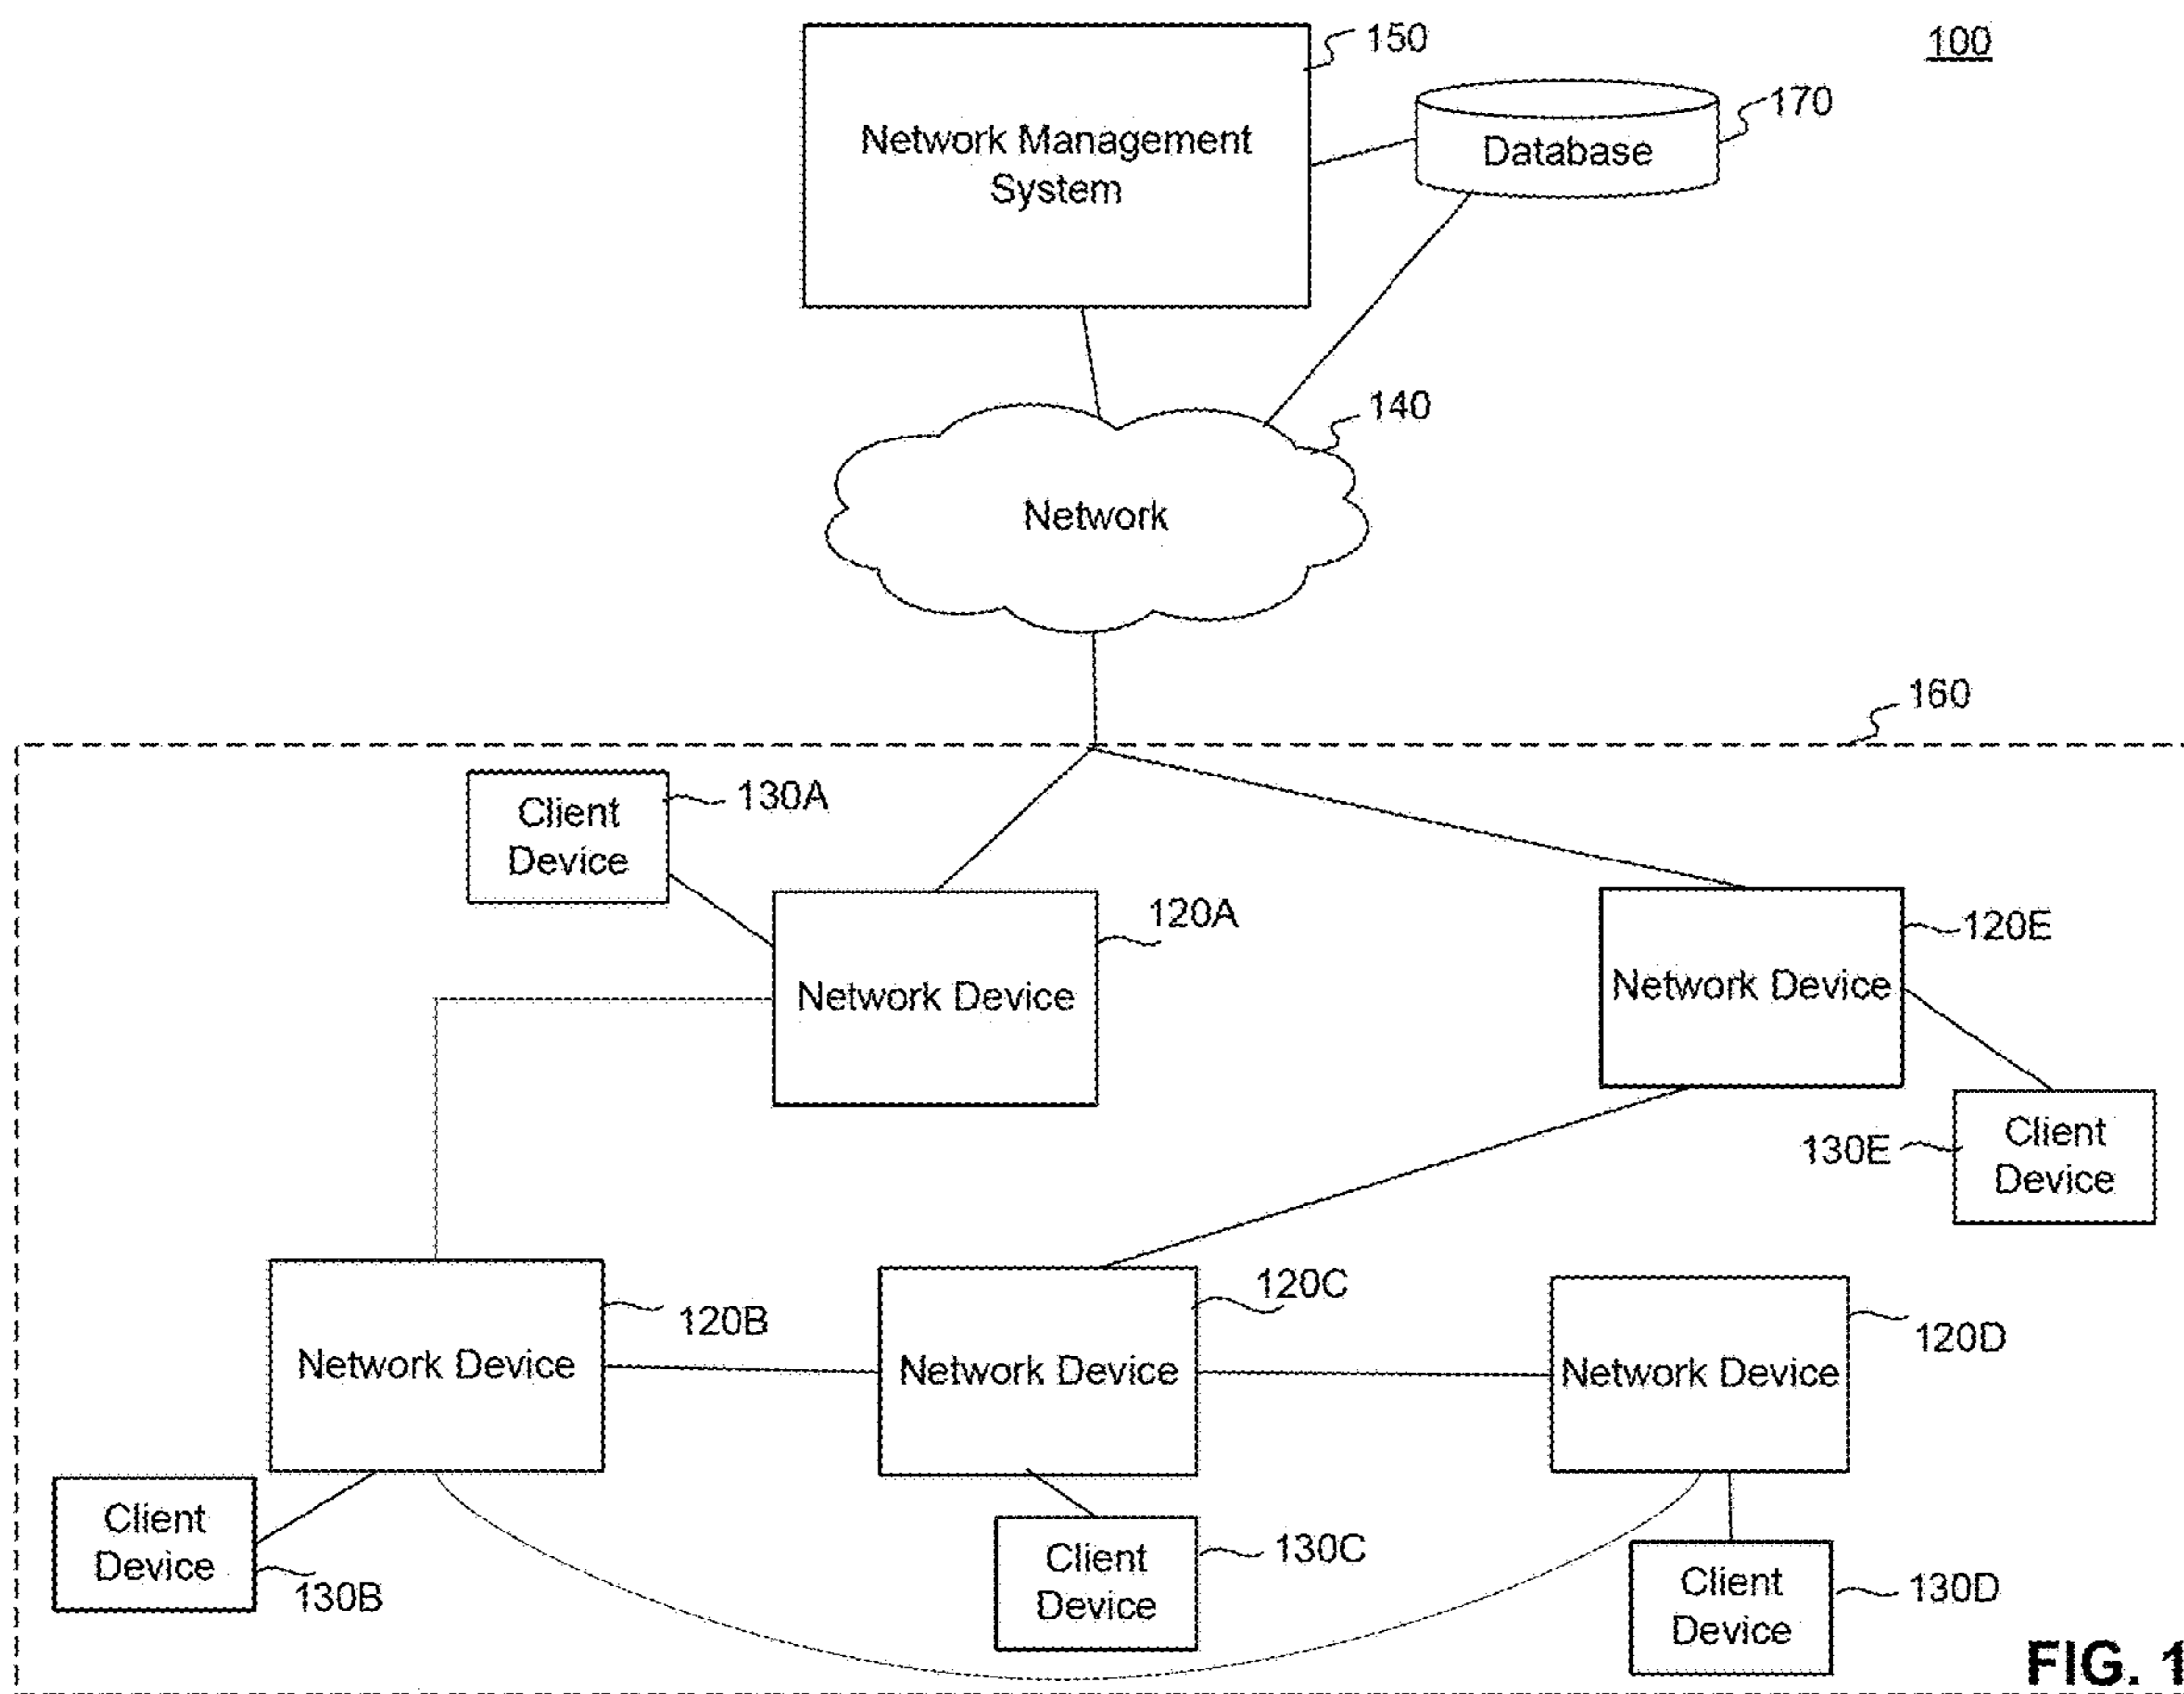 150
100
170
Network Management
System
Database
140
Network
160
130A
Client
Device
120A
120E
Network Device
Network Device
130E
Client
Device
120B
120C
120D
Network Device
Network Device
Network Device
Client
Device
130B
Client
Device
130C
Client
Device
130D
FIG. 1